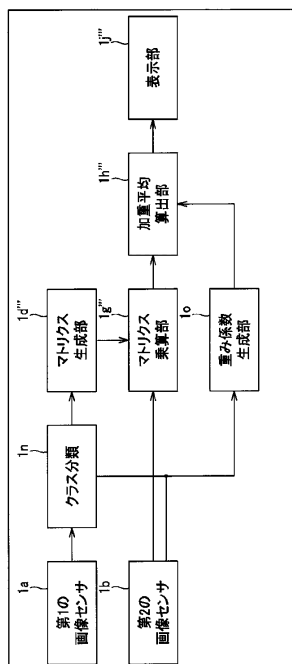 1a
第1の
画像センサ
1n
クラス分類
1d'''
マトリクス
生成部
1b
第2の
画像センサ
1g'''
マトリクス
乗算部
1h'''
加重平均
算出部
1j'''
表示部
1o
重み係数
生成部